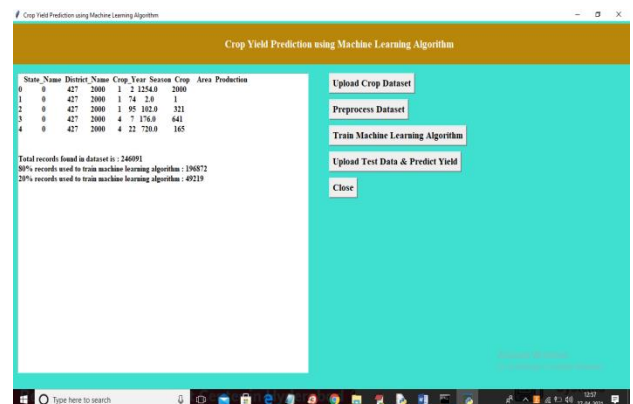 Crop Yield Prediction using Machine Learning Algorithm
Crop Yield Prediction using Machine Learning Algorithm
State_Name District_Name Crop_Year Season Crop Area Production
0 0 427 2000 1 2 1254.0 2000
1 0 427 2000 1 74 2.0 1
2 0 427 2000 1 95 102.0 321
3 0 427 2000 4 7 176.0 641
4 0 427 2000 4 22 720.0 165
Total records found in dataset is : 246091
80% records used to train machine learning algorithm : 196872
20% records used to train machine learning algorithm : 49219
Upload Crop Dataset
Preprocess Dataset
Train Machine Learning Algorithm
Upload Test Data & Predict Yield
Close
Type here to search
12:57